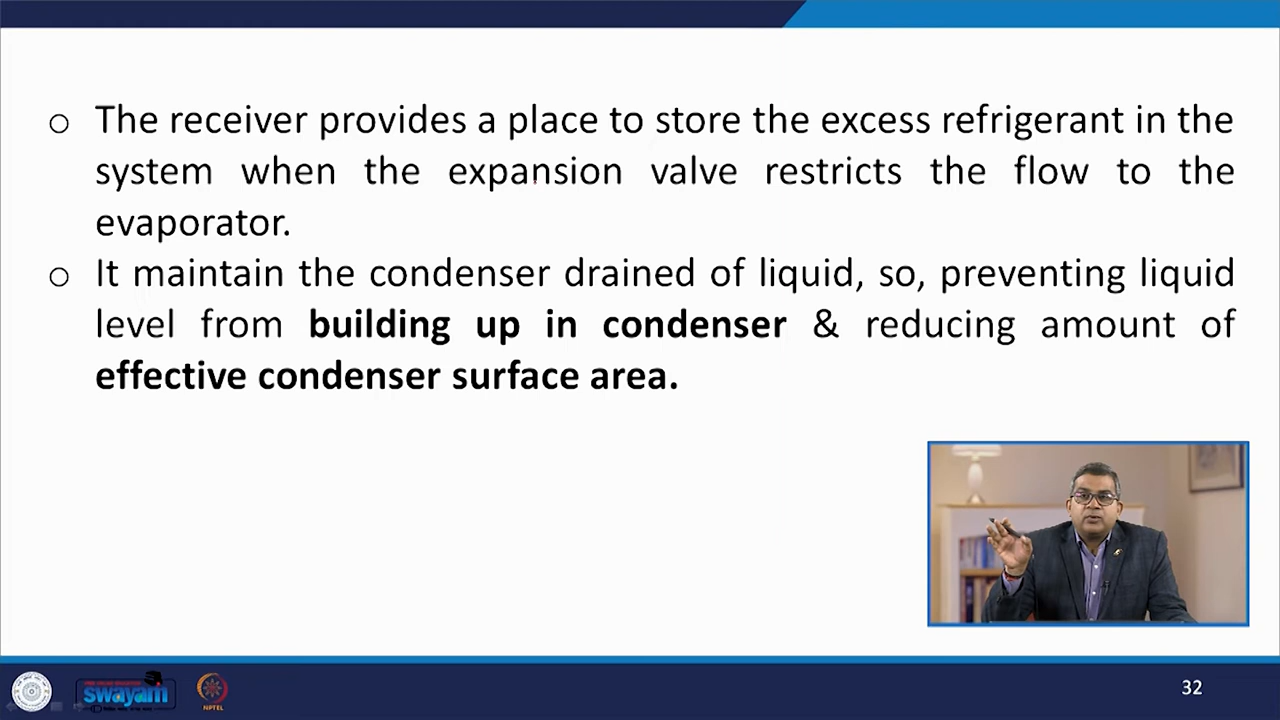 ○ The receiver provides a place to store the excess refrigerant in the
system when the expansion valve restricts the flow to the
evaporator.
○ It maintain the condenser drained of liquid, so, preventing liquid
level from building up in condenser & reducing amount of
effective condenser surface area.
swayam
NPTEL
32